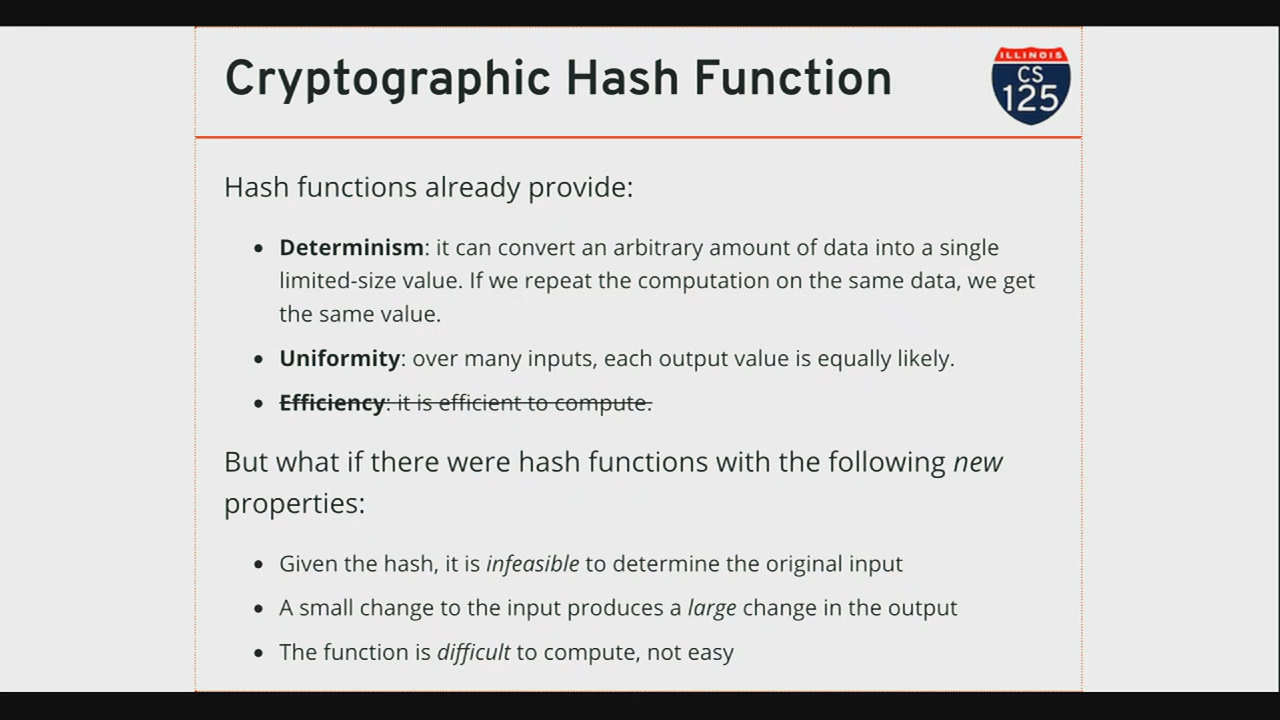 Cryptographic Hash Function
ILLINOIS
CS
125
Hash functions already provide:
• Determinism: it can convert an arbitrary amount of data into a single
limited-size value. If we repeat the computation on the same data, we get
the same value.
• Uniformity: over many inputs, each output value is equally likely.
• Efficiency: it is efficient to compute.
But what if there were hash functions with the following new
properties:
• Given the hash, it is infeasible to determine the original input
• A small change to the input produces a large change in the output
• The function is difficult to compute, not easy